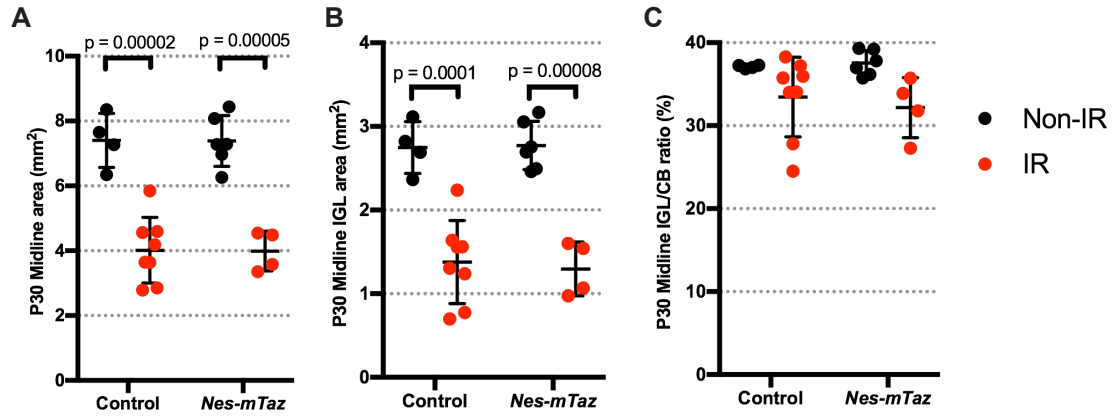 A
p = 0.00002
p = 0.00005
P30 Midline area (mm²)
10
8
6
4
2
0
Control
Nes-mTaz
B
p = 0.0001
p = 0.00008
P30 Midline IGL area (mm²)
4
3
2
1
0
Control
Nes-mTaz
C
P30 Midline IGL/CB ratio (%)
40
30
20
10
0
Control
Nes-mTaz
Non-IR
IR